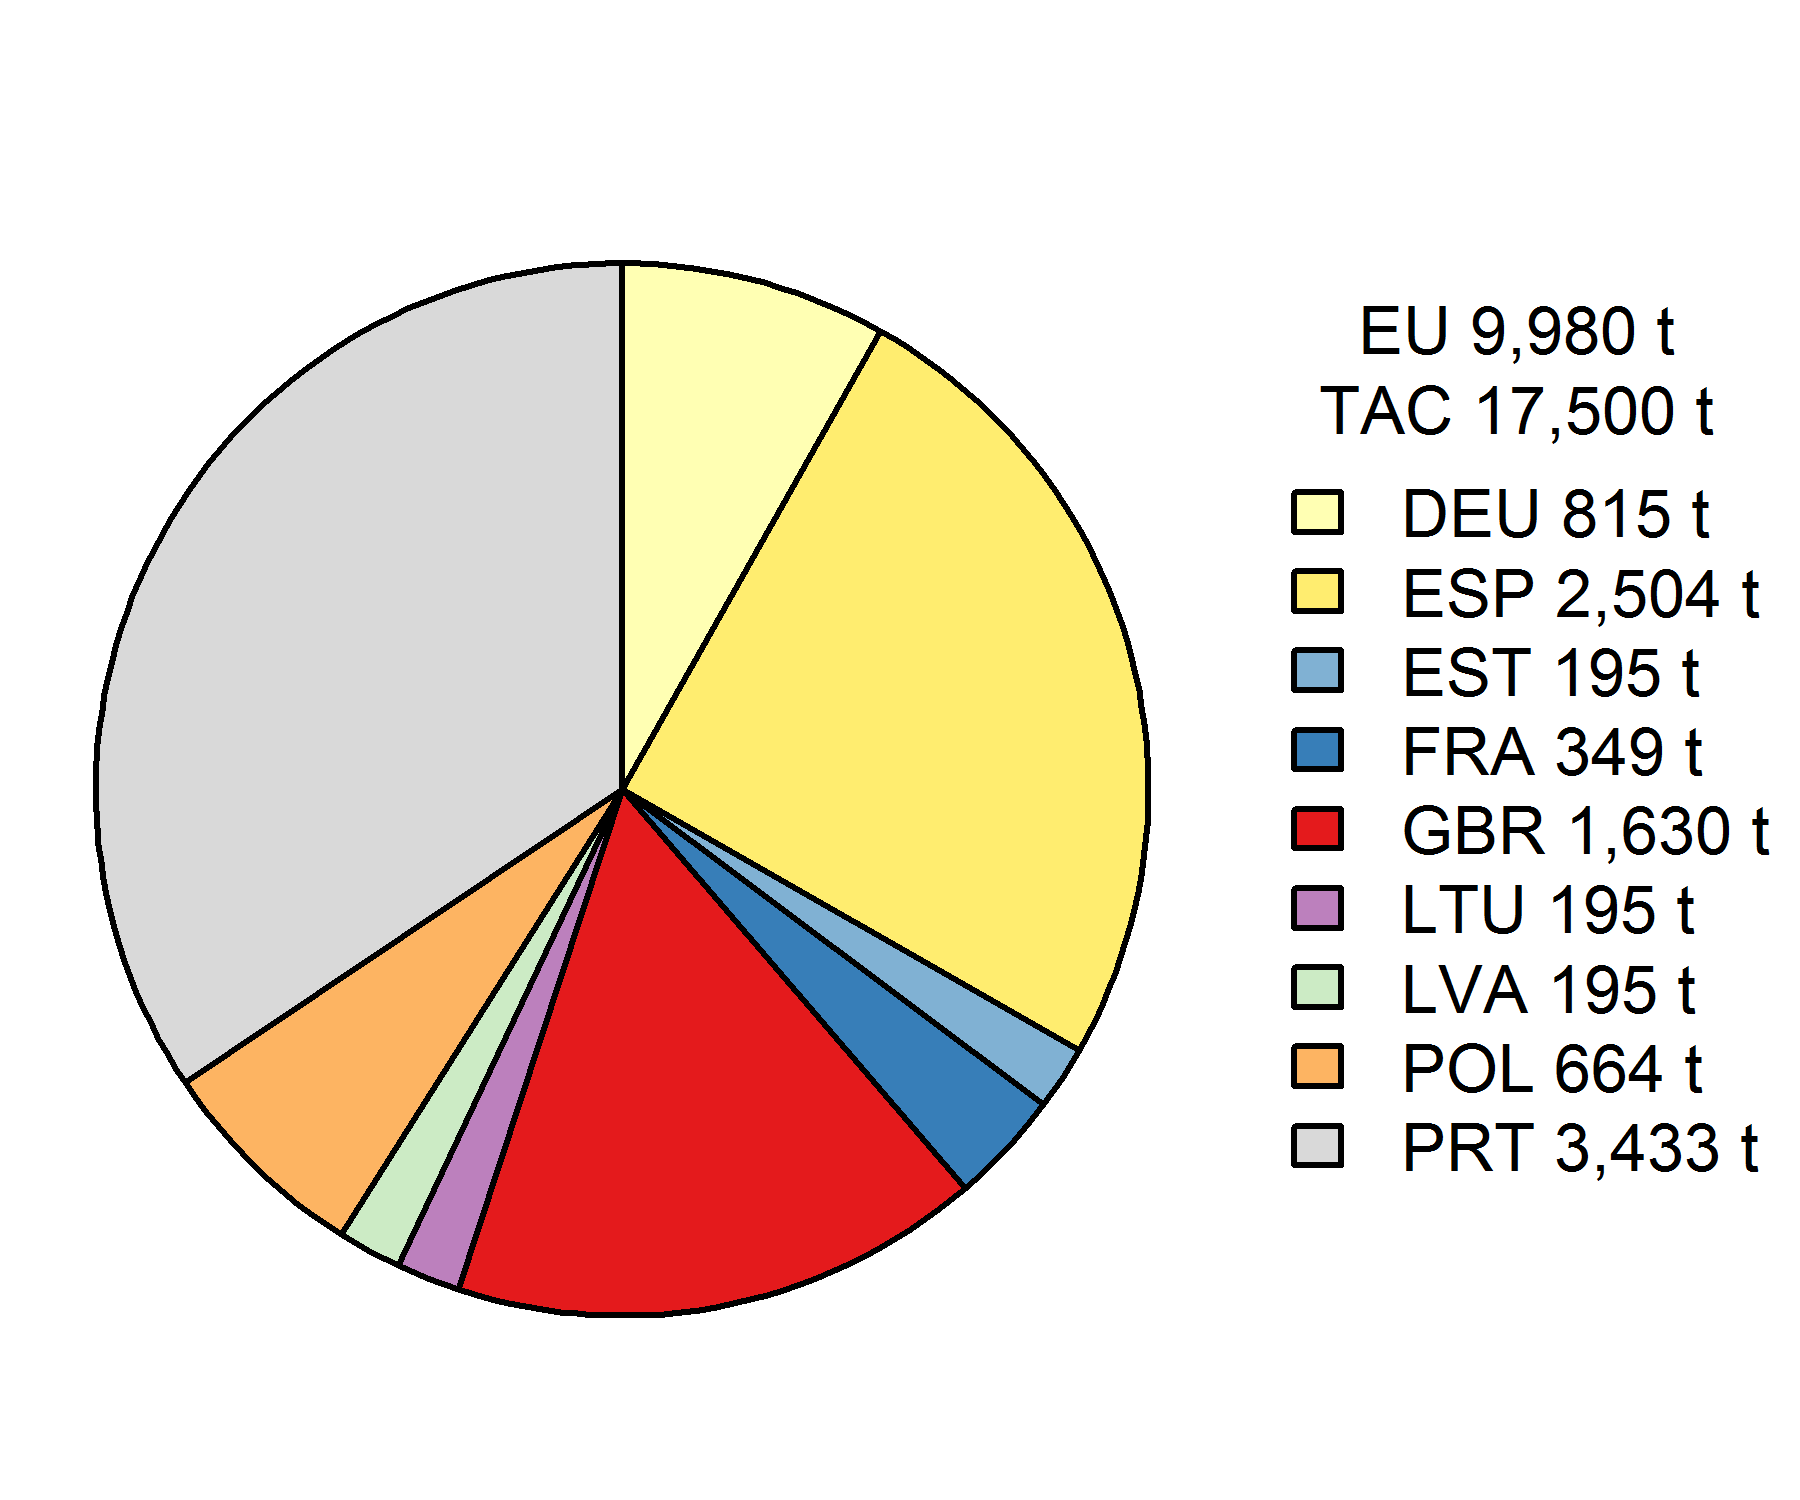 EU 9,980 t
TAC 17,500 t
DEU 815 t
ESP 2,504 t
EST 195 t
FRA 349 t
GBR 1,630 t
LTU 195 t
LVA 195 t
POL 664 t
PRT 3,433 t